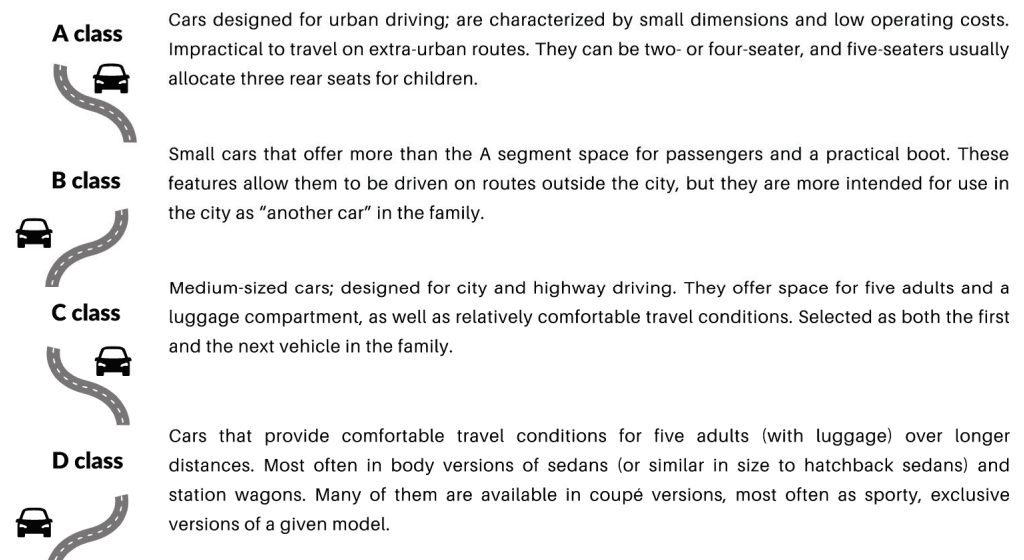 A class
Cars designed for urban driving; are characterized by small dimensions and low operating costs.
Impractical to travel on extra-urban routes. They can be two- or four-seater, and five-seaters usually
allocate three rear seats for children.
B class
Small cars that offer more than the A segment space for passengers and a practical boot. These
features allow them to be driven on routes outside the city, but they are more intended for use in
the city as “another car” in the family.
C class
Medium-sized cars; designed for city and highway driving. They offer space for five adults and a
luggage compartment, as well as relatively comfortable travel conditions. Selected as both the first
and the next vehicle in the family.
D class
Cars that provide comfortable travel conditions for five adults (with luggage) over longer
distances. Most often in body versions of sedans (or similar in size to hatchback sedans) and
station wagons. Many of them are available in coupé versions, most often as sporty, exclusive
versions of a given model.